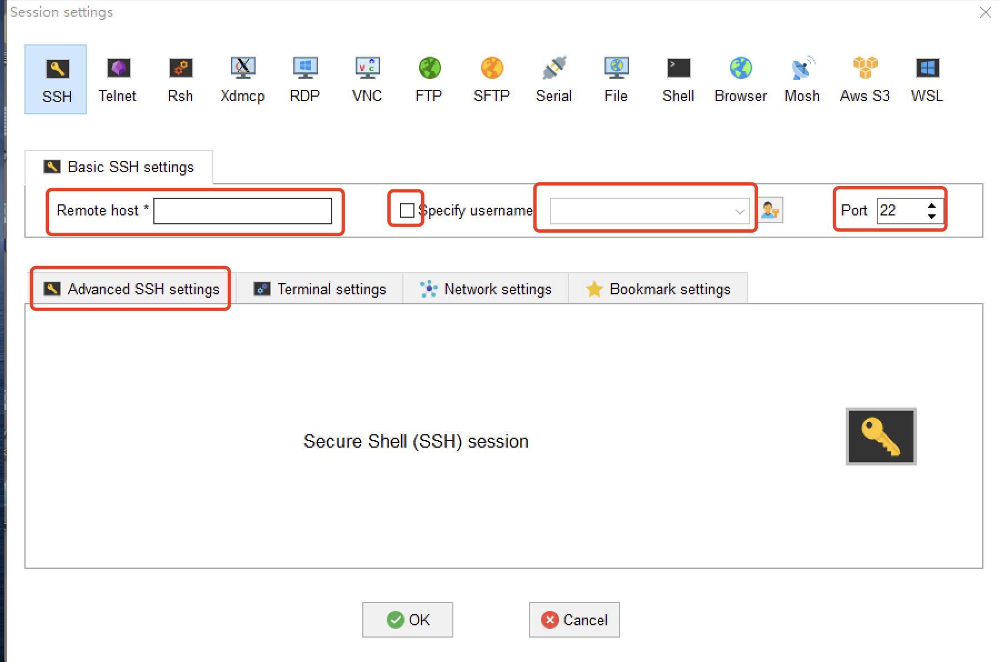 Session settings
SSH Telnet Rsh Xdmcp RDP VNC FTP SFTP Serial File Shell Browser Mosh Aws S3 WSL
Basic SSH settings
Remote host * Specify username Port 22
Advanced SSH settings Terminal settings Network settings Bookmark settings
Secure Shell (SSH) session
OK Cancel